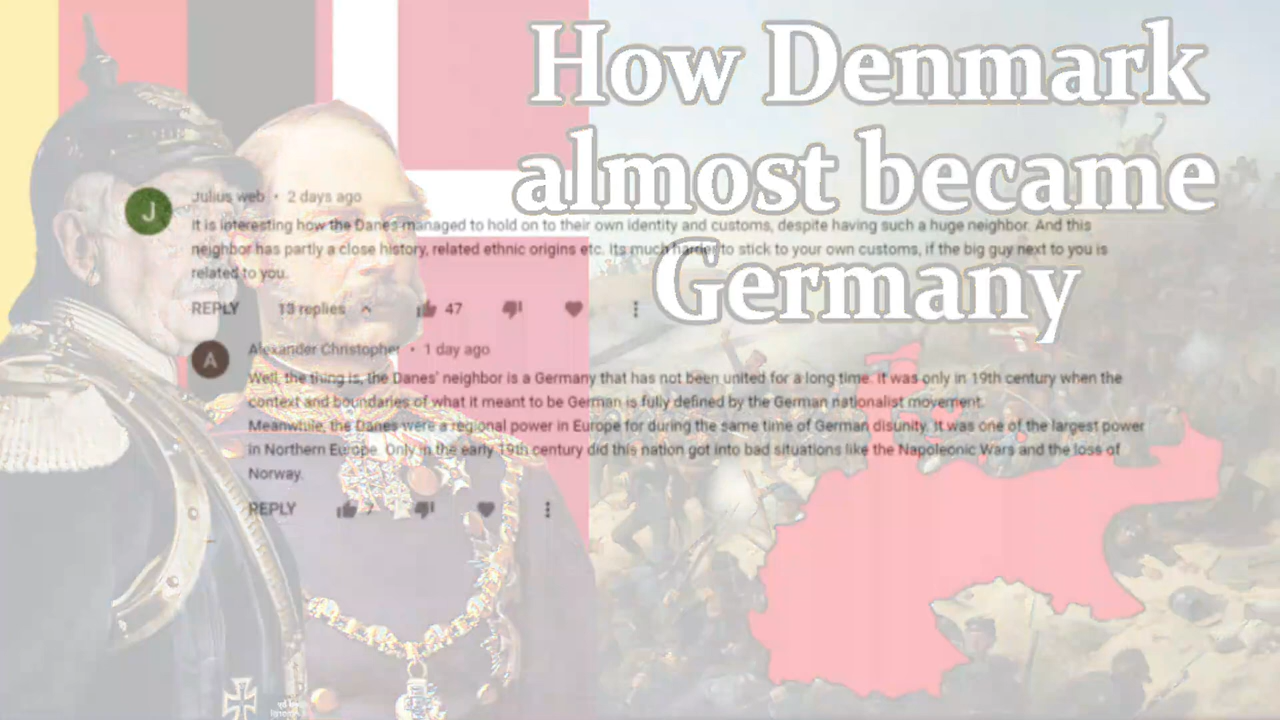 How Denmark
almost became
Germany
Julius web • 2 days ago
J
It is interesting how the Danes managed to hold on to their own identity and customs, despite having such a huge neighbor. And this
neighbor has partly a close history, related ethnic origins etc. Its much harder to stick to your own customs, if the big guy next to you is
related to you.
REPLY 13 replies 47
A
Alexander Christopher • 1 day ago
Well, the thing is, the Danes' neighbor is a Germany that has not been united for a long time. It was only in 19th century when the
context and boundaries of what it meant to be German is fully defined by the German nationalist movement.
Meanwhile, the Danes were a regional power in Europe for during the same time of German disunity. It was one of the largest power
in Northern Europe. Only in the early 19th century did this nation got into bad situations like the Napoleonic Wars and the loss of
Norway.
REPLY 7